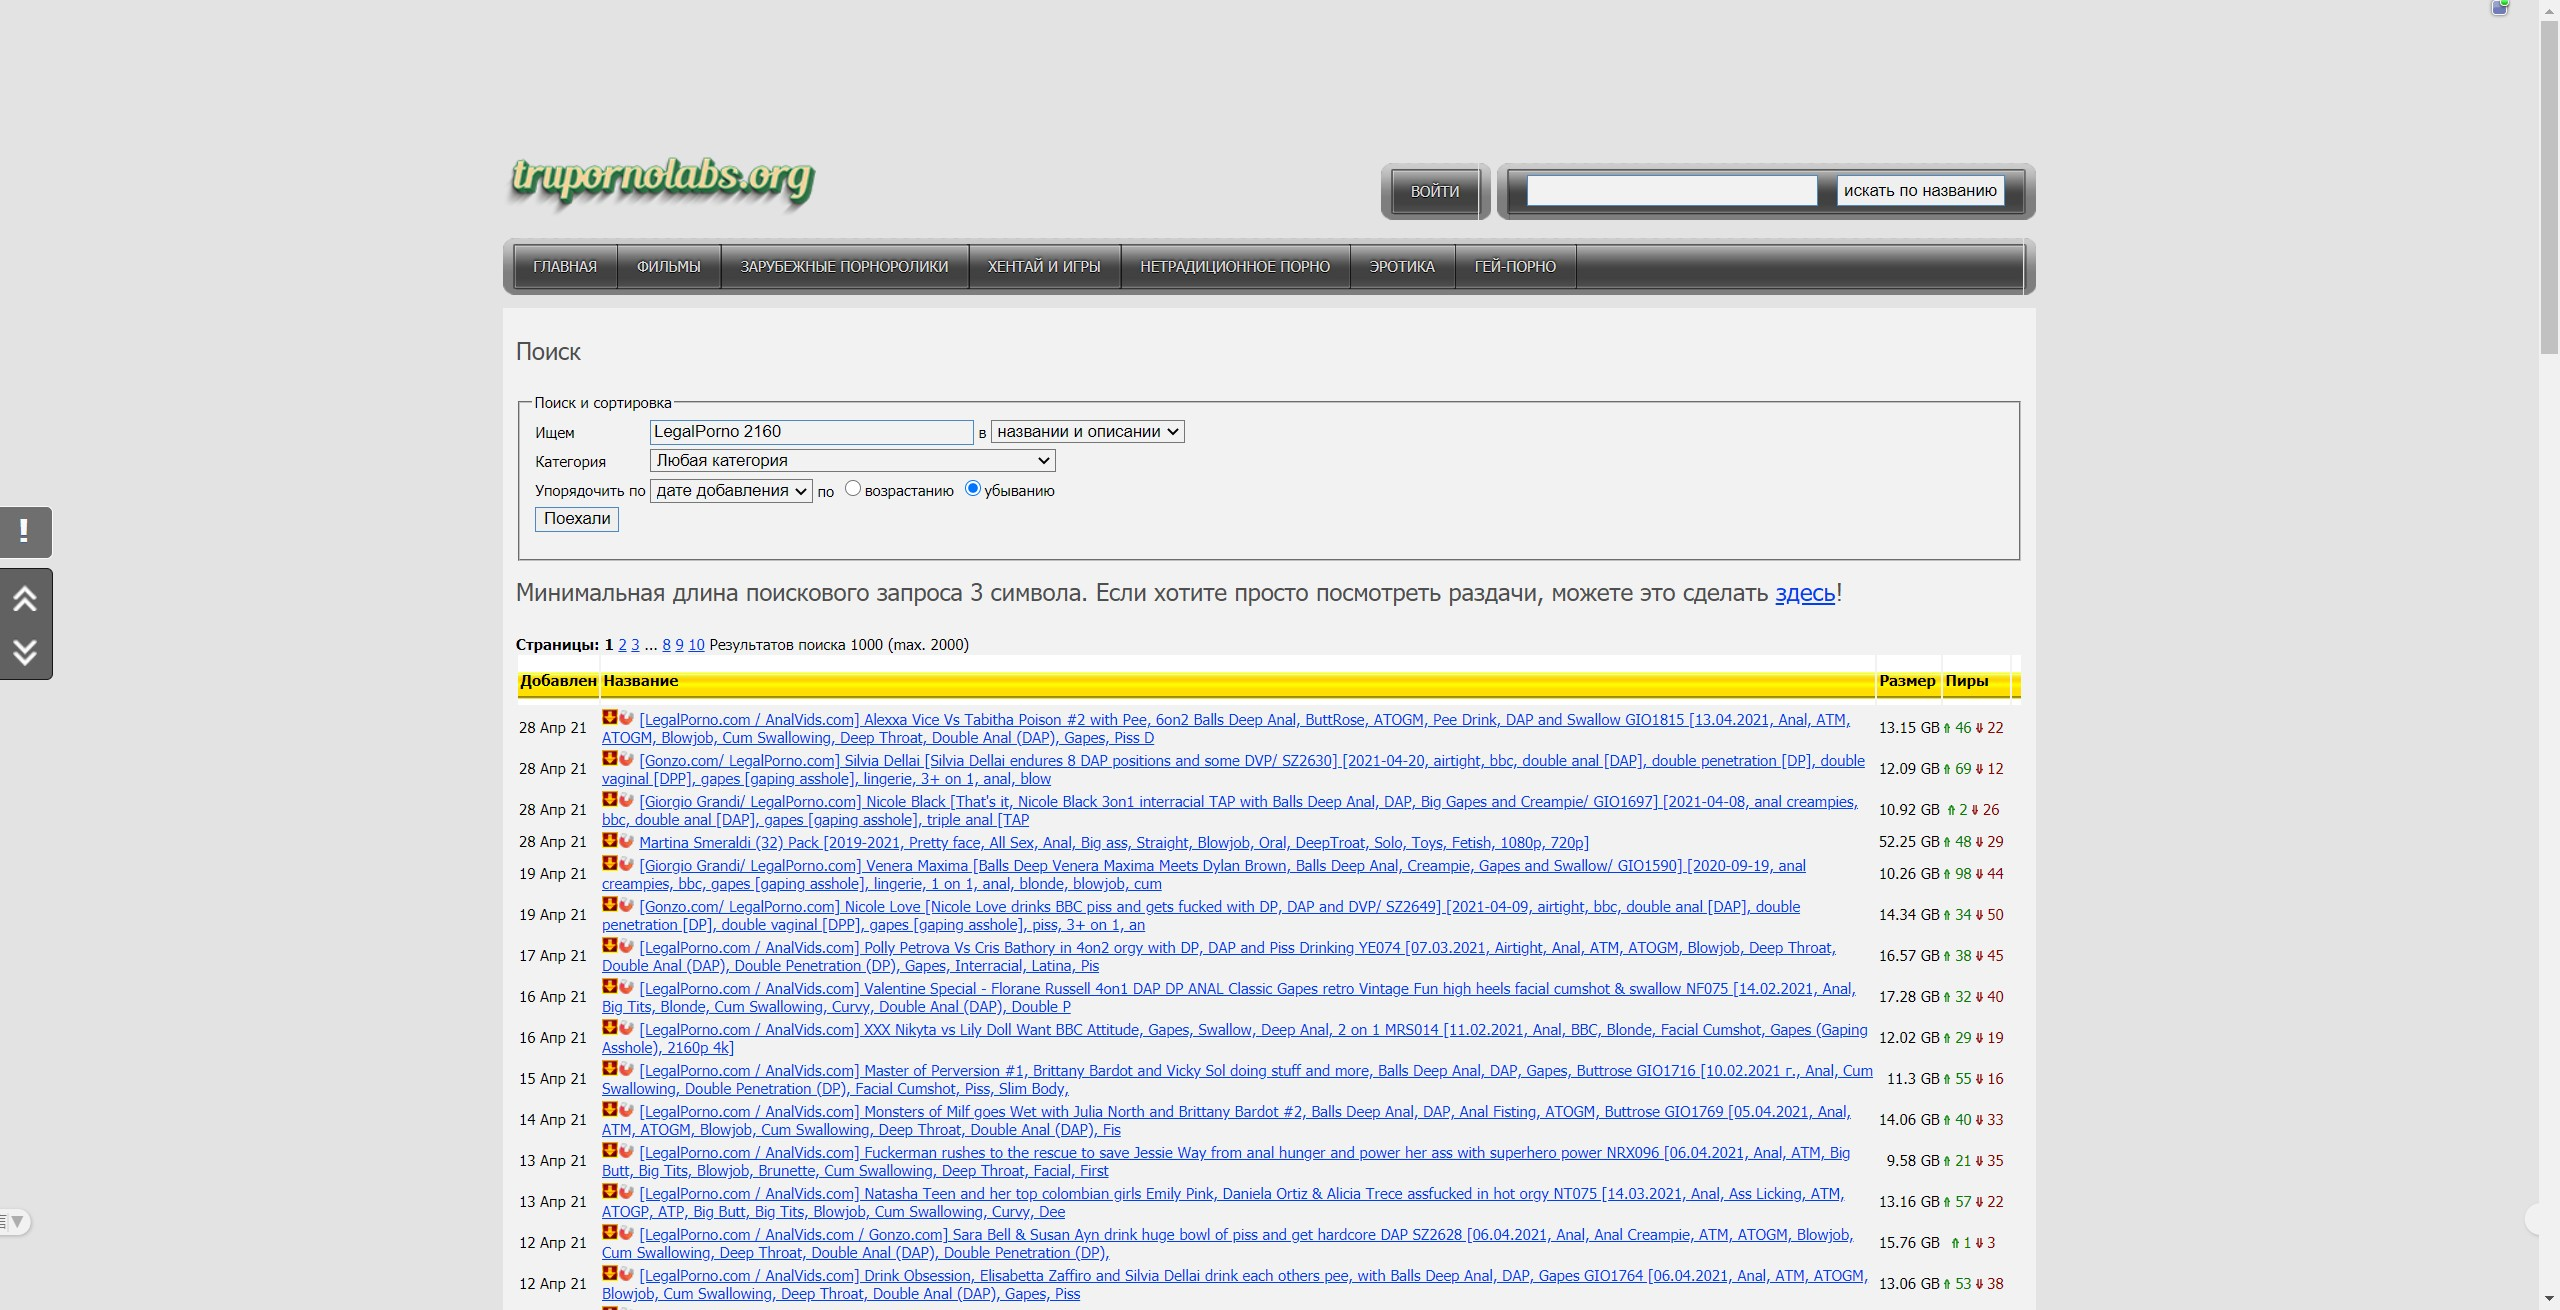 trupornolabs.org
ВОЙТИ
искать по названию
ГЛАВНАЯ ФИЛЬМЫ ЗАРУБЕЖНЫЕ ПОРНОРОЛИКИ ХЕНТАЙ И ИГРЫ НЕТРАДИЦИОННОЕ ПОРНО ЭРОТИКА ГЕЙ-ПОРНО
Поиск
Поиск и сортировка
Ищем LegalPorno 2160 в названии и описании
Категория Любая категория
Упорядочить по дате добавления по возрастанию убыванию
Поехали
Минимальная длина поискового запроса 3 символа. Если хотите просто посмотреть раздачи, можете это сделать здесь!
Страницы: 1 2 3 ... 8 9 10 Результатов поиска 1000 (max. 2000)
Добавлен Название Размер Пиры
28 Апр 21 [LegalPorno.com / AnalVids.com] Alexxa Vice Vs Tabitha Poison #2 with Pee, 6on2 Balls Deep Anal, ButtRose, ATOGM, Pee Drink, DAP and Swallow GIO1815 [13.04.2021, Anal, ATM, 13.15 GB 46 22
ATOGM, Blowjob, Cum Swallowing, Deep Throat, Double Anal (DAP), Gapes, Piss D
28 Апр 21 [Gonzo.com/ LegalPorno.com] Silvia Dellai [Silvia Dellai endures 8 DAP positions and some DVP/ SZ2630] [2021-04-20, airtight, bbc, double anal [DAP], double penetration [DP], double 12.09 GB 69 12
vaginal [DPP], gapes [gaping asshole], lingerie, 3+ on 1, anal, blow
28 Апр 21 [Giorgio Grandi/ LegalPorno.com] Nicole Black [That's it, Nicole Black 3on1 interracial TAP with Balls Deep Anal, DAP, Big Gapes and Creampie/ GIO1697] [2021-04-08, anal creampies, 10.92 GB 2 26
bbc, double anal [DAP], gapes [gaping asshole], triple anal [TAP
28 Апр 21 Martina Smeraldi (32) Pack [2019-2021, Pretty face, All Sex, Anal, Big ass, Straight, Blowjob, Oral, DeepTroat, Solo, Toys, Fetish, 1080p, 720p] 52.25 GB 48 29
19 Апр 21 [Giorgio Grandi/ LegalPorno.com] Venera Maxima [Balls Deep Venera Maxima Meets Dylan Brown, Balls Deep Anal, Creampie, Gapes and Swallow/ GIO1590] [2020-09-19, anal 10.26 GB 98 44
creampies, bbc, gapes [gaping asshole], lingerie, 1 on 1, anal, blonde, blowjob, cum
19 Апр 21 [Gonzo.com/ LegalPorno.com] Nicole Love [Nicole Love drinks BBC piss and gets fucked with DP, DAP and DVP/ SZ2649] [2021-04-09, airtight, bbc, double anal [DAP], double 14.34 GB 34 50
penetration [DP], double vaginal [DPP], gapes [gaping asshole], piss, 3+ on 1, an
17 Апр 21 [LegalPorno.com / AnalVids.com] Polly Petrova Vs Cris Bathory in 4on2 orgy with DP, DAP and Piss Drinking YE074 [07.03.2021, Airtight, Anal, ATM, ATOGM, Blowjob, Deep Throat, 16.57 GB 38 45
Double Anal (DAP), Double Penetration (DP), Gapes, Interracial, Latina, Pis
16 Апр 21 [LegalPorno.com / AnalVids.com] Valentine Special - Florane Russell 4on1 DAP DP ANAL Classic Gapes retro Vintage Fun high heels facial cumshot & swallow NF075 [14.02.2021, Anal, 17.28 GB 32 40
Big Tits, Blonde, Cum Swallowing, Curvy, Double Anal (DAP), Double P
16 Апр 21 [LegalPorno.com / AnalVids.com] XXX Nikyta vs Lily Doll Want BBC Attitude, Gapes, Swallow, Deep Anal, 2 on 1 MRS014 [11.02.2021, Anal, BBC, Blonde, Facial Cumshot, Gapes (Gaping 12.02 GB 29 19
Asshole), 2160p 4k]
15 Апр 21 [LegalPorno.com / AnalVids.com] Master of Perversion #1, Brittany Bardot and Vicky Sol doing stuff and more, Balls Deep Anal, DAP, Gapes, Buttrose GIO1716 [10.02.2021 г., Anal, Cum 11.3 GB 55 16
Swallowing, Double Penetration (DP), Facial Cumshot, Piss, Slim Body,
14 Апр 21 [LegalPorno.com / AnalVids.com] Monsters of Milf goes Wet with Julia North and Brittany Bardot #2, Balls Deep Anal, DAP, Anal Fisting, ATOGM, Buttrose GIO1769 [05.04.2021, Anal, 14.06 GB 40 33
ATM, ATOGM, Blowjob, Cum Swallowing, Deep Throat, Double Anal (DAP), Fis
13 Апр 21 [LegalPorno.com / AnalVids.com] Fuckerman rushes to the rescue to save Jessie Way from anal hunger and power her ass with superhero power NRX096 [06.04.2021, Anal, ATM, Big 9.58 GB 21 35
Butt, Big Tits, Blowjob, Brunette, Cum Swallowing, Deep Throat, Facial, First
13 Апр 21 [LegalPorno.com / AnalVids.com] Natasha Teen and her top colombian girls Emily Pink, Daniela Ortiz & Alicia Trece assfucked in hot orgy NT075 [14.03.2021, Anal, Ass Licking, ATM, 13.16 GB 57 22
ATOGP, ATP, Big Butt, Big Tits, Blowjob, Cum Swallowing, Curvy, Dee
12 Апр 21 [LegalPorno.com / AnalVids.com / Gonzo.com] Sara Bell & Susan Ayn drink huge bowl of piss and get hardcore DAP SZ2628 [06.04.2021, Anal, Anal Creampie, ATM, ATOGM, Blowjob, 15.76 GB 1 3
Cum Swallowing, Deep Throat, Double Anal (DAP), Double Penetration (DP),
12 Апр 21 [LegalPorno.com / AnalVids.com] Drink Obsession, Elisabetta Zaffiro and Silvia Dellai drink each others pee, with Balls Deep Anal, DAP, Gapes GIO1764 [06.04.2021, Anal, ATM, ATOGM, 13.06 GB 53 38
Blowjob, Cum Swallowing, Deep Throat, Double Anal (DAP), Gapes, Piss